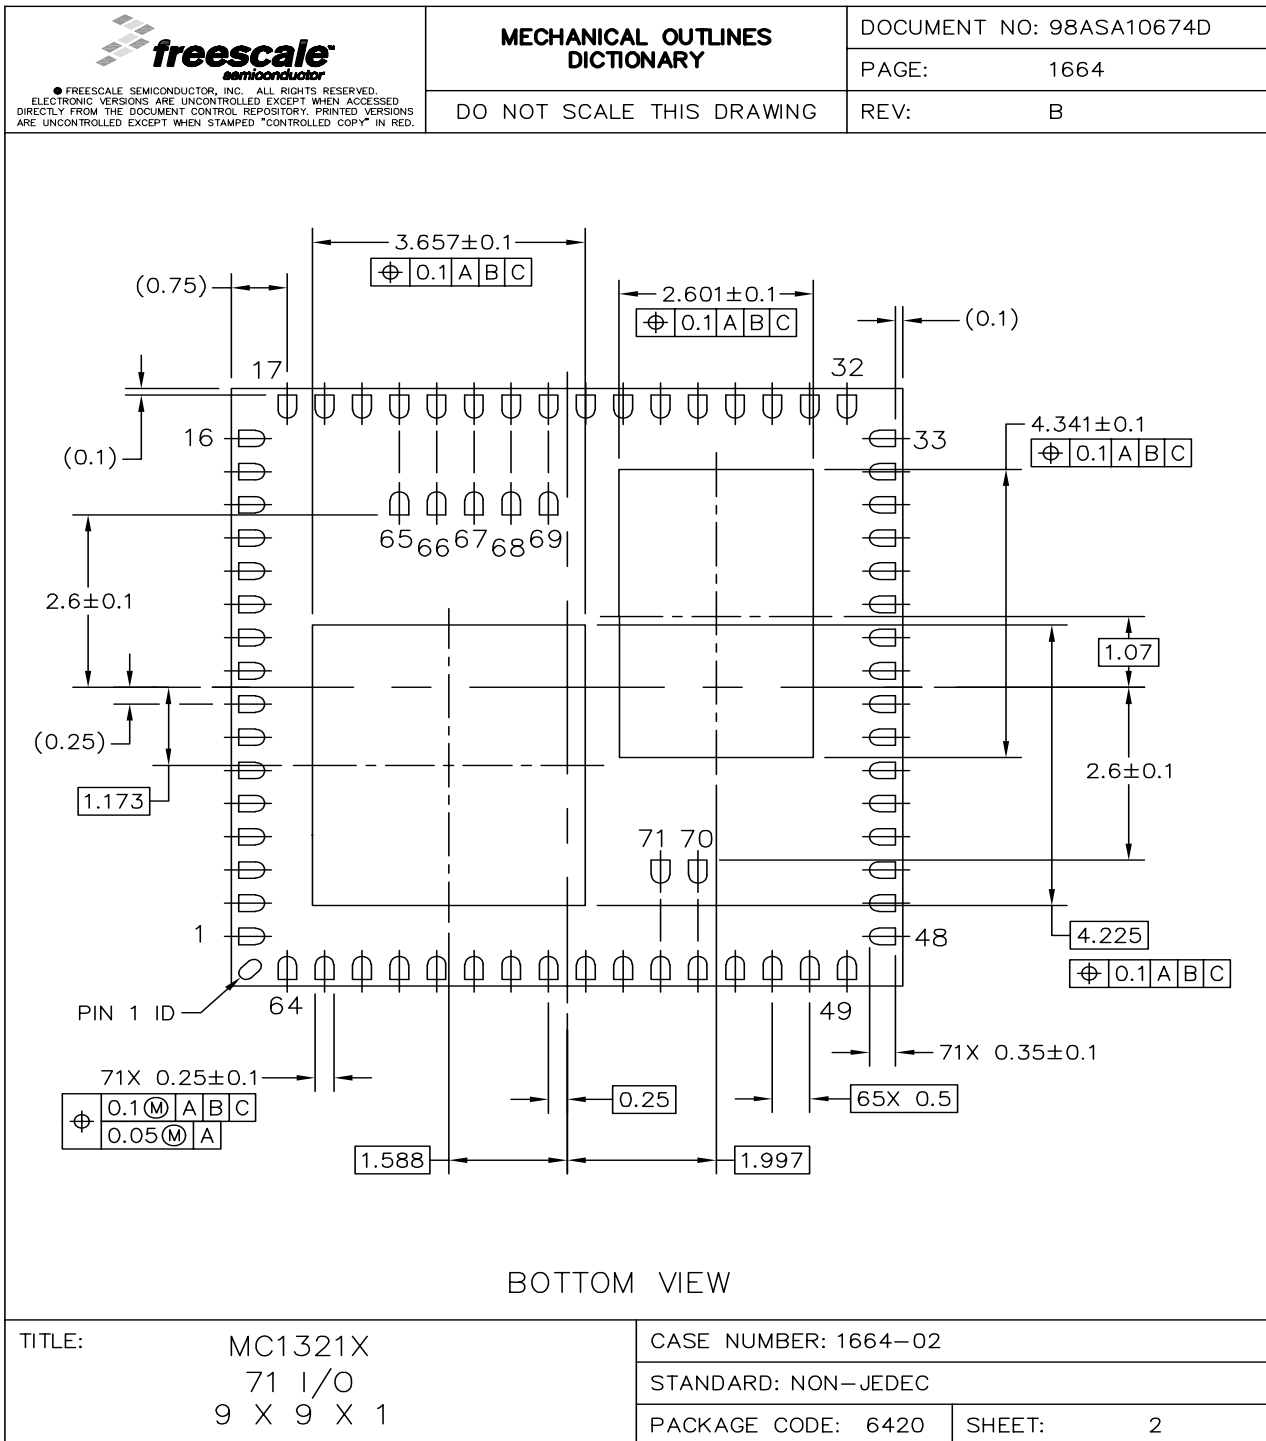 freescale™
semiconductor
● FREESCALE SEMICONDUCTOR, INC. ALL RIGHTS RESERVED.
ELECTRONIC VERSIONS ARE UNCONTROLLED EXCEPT WHEN ACCESSED
DIRECTLY FROM THE DOCUMENT CONTROL REPOSITORY. PRINTED VERSIONS
ARE UNCONTROLLED EXCEPT WHEN STAMPED "CONTROLLED COPY" IN RED.
MECHANICAL OUTLINES
DICTIONARY
DO NOT SCALE THIS DRAWING
DOCUMENT NO: 98ASA10674D
PAGE: 1664
REV: B
3.657±0.1
⌖ 0.1 A B C
(0.75)
2.601±0.1
⌖ 0.1 A B C
(0.1)
17
32
16
33
(0.1)
4.341±0.1
⌖ 0.1 A B C
65 66 67 68 69
2.6±0.1
1.07
(0.25)
2.6±0.1
1.173
71 70
1
48
4.225
⌖ 0.1 A B C
PIN 1 ID
64
49
71X 0.35±0.1
71X 0.25±0.1
⌖ 0.1 Ⓜ A B C
0.05 Ⓜ A
0.25
65X 0.5
1.588
1.997
BOTTOM VIEW
TITLE:
MC1321X
71 I/O
9 X 9 X 1
CASE NUMBER: 1664-02
STANDARD: NON-JEDEC
PACKAGE CODE: 6420
SHEET: 2